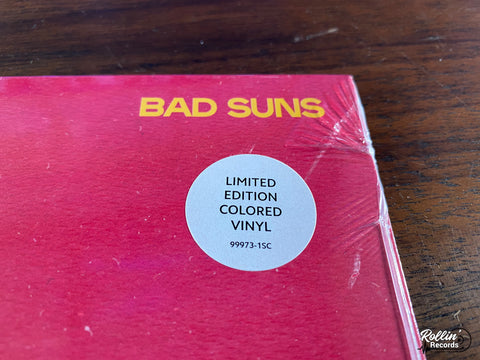 BAD SUNS
LIMITED
EDITION
COLORED
VINYL
99973-1SC
Rollin'
Records